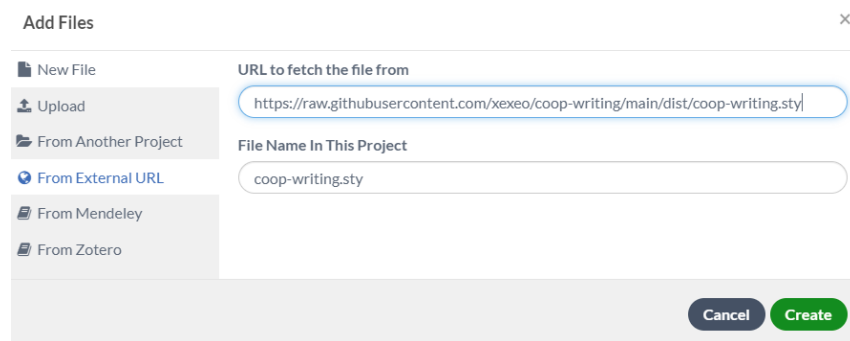 Add Files
×
New File
Upload
From Another Project
From External URL
From Mendeley
From Zotero
URL to fetch the file from
https://raw.githubusercontent.com/xexeo/coop-writing/main/dist/coop-writing.sty
File Name In This Project
coop-writing.sty
Cancel
Create